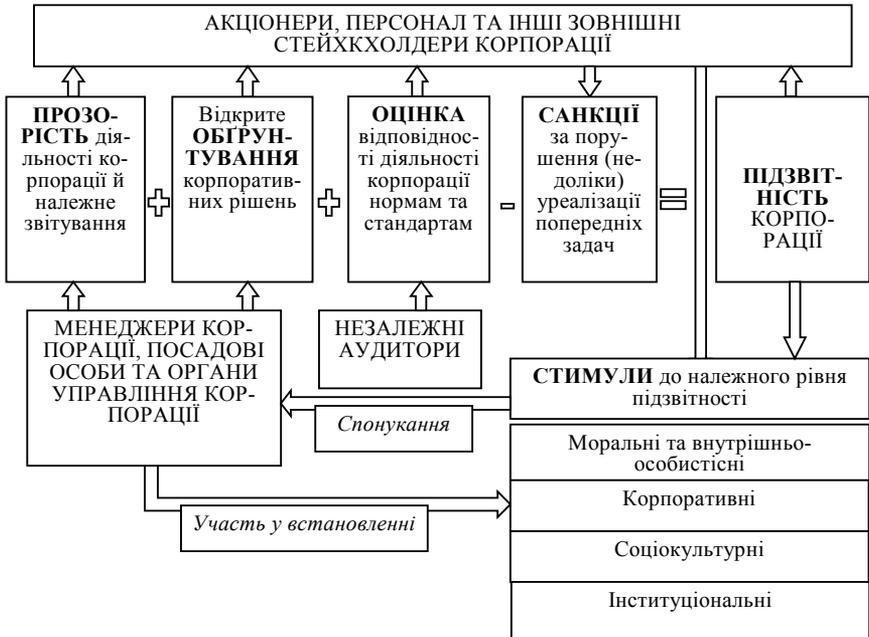 АКЦІОНЕРИ, ПЕРСОНАЛ ТА ІНШІ ЗОВНІШНІ
СТЕЙХКХОЛДЕРИ КОРПОРАЦІЇ
ПРОЗО-
РІСТЬ дія-
льності ко-
рпорації й
належне
звітування
+
Відкрите
ОБҐРУН-
ТУВАННЯ
корпоратив-
них рішень
+
ОЦІНКА
відповіднос-
ті діяльності
корпорації
нормам та
стандартам
-
САНКЦІЇ
за пору-
шення (не-
доліки)
уреалізації
попередніх
задач
=
ПІДЗВІТ-
НІСТЬ
КОРПО-
РАЦІЇ
МЕНЕДЖЕРИ КОР-
ПОРАЦІЇ, ПОСАДОВІ
ОСОБИ ТА ОРГАНИ
УПРАВЛІННЯ КОР-
ПОРАЦІЇ
НЕЗАЛЕЖНІ
АУДИТОРИ
СТИМУЛИ до належного рівня
підзвітності
Спонукання
Моральні та внутрішньо-
особистісні
Корпоративні
Участь у встановленні
Соціокультурні
Інституціональні